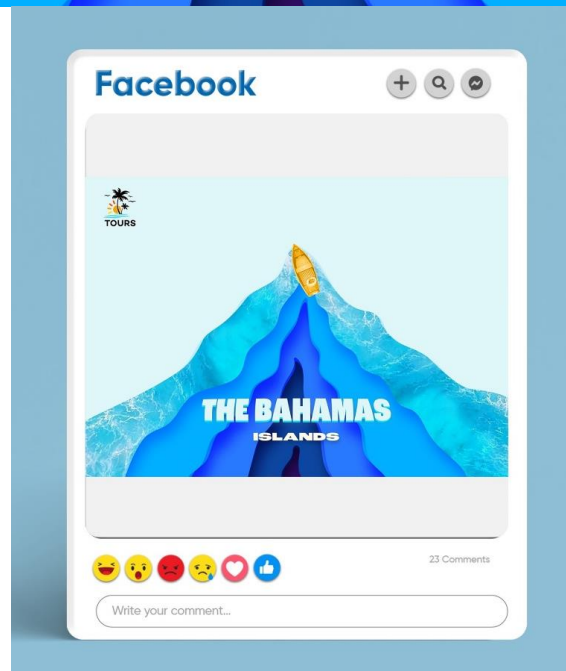 Facebook
TOURS
THE BAHAMAS
ISLANDS
23 Comments
Write your comment...